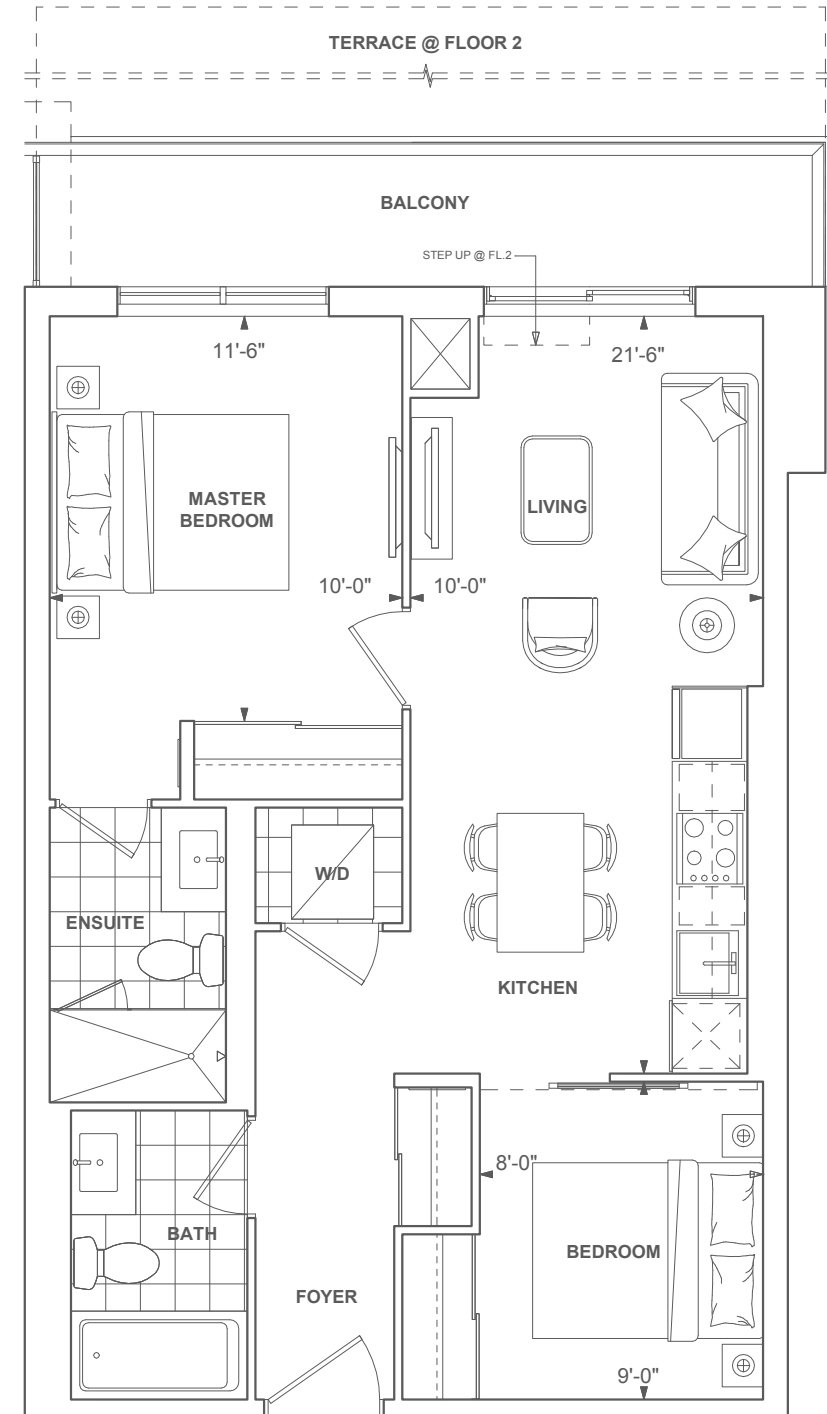 TERRACE @ FLOOR 2
BALCONY
STEP UP @ FL.2
11'-6"
21'-6"
MASTER
BEDROOM
LIVING
10'-0"
10'-0"
W/D
ENSUITE
KITCHEN
8'-0"
BATH
BEDROOM
FOYER
9'-0"